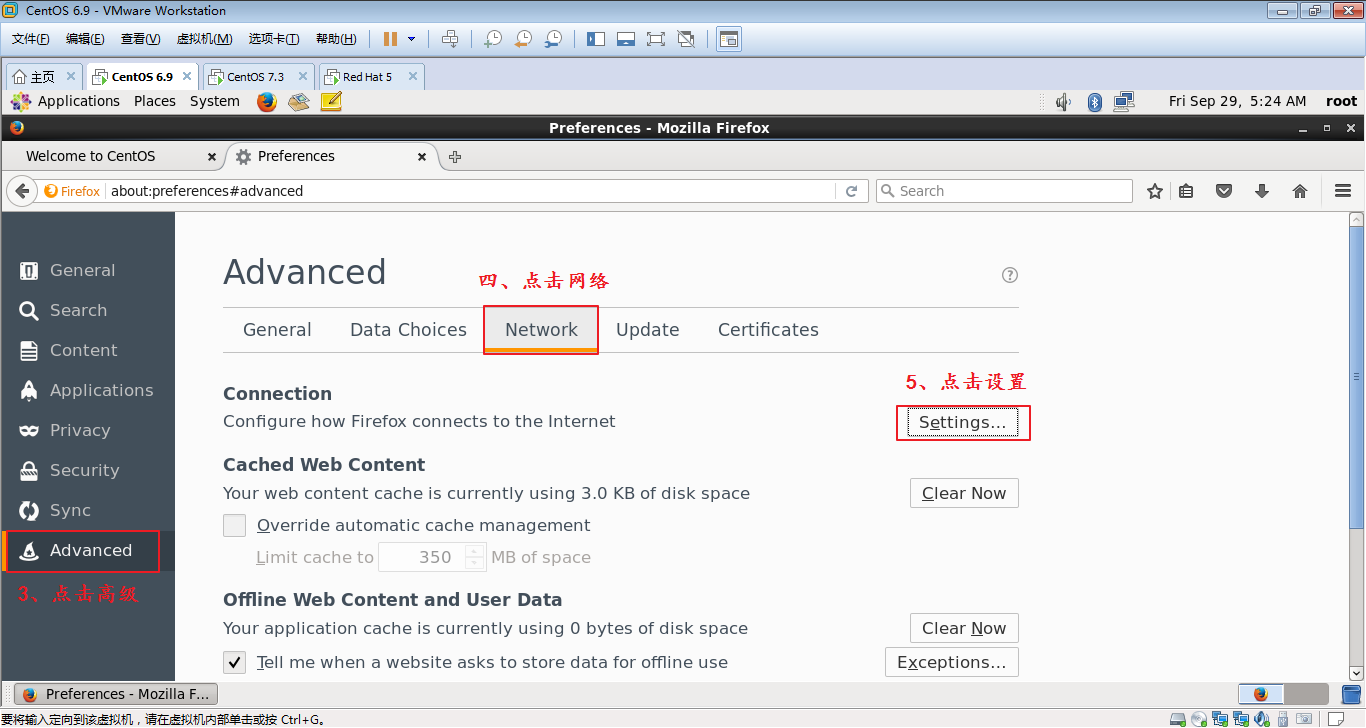 CentOS 6.9 - VMware Workstation
文件(F) 编辑(E) 查看(V) 虚拟机(M) 选项卡(T) 帮助(H)
主页 CentOS 6.9 CentOS 7.3 Red Hat 5
Applications Places System Fri Sep 29, 5:24 AM root
Preferences - Mozilla Firefox
Welcome to CentOS Preferences
Firefox about:preferences#advanced Search
General
Search
Content
Applications
Privacy
Security
Sync
Advanced
3、点击高级
Advanced
四、点击网络
General Data Choices Network Update Certificates
Connection
5、点击设置
Configure how Firefox connects to the Internet Settings...
Cached Web Content
Your web content cache is currently using 3.0 KB of disk space Clear Now
Override automatic cache management
Limit cache to 350 MB of space
Offline Web Content and User Data
Your application cache is currently using 0 bytes of disk space Clear Now
Tell me when a website asks to store data for offline use Exceptions...
Preferences - Mozilla F...
要将输入定向到该虚拟机，请在虚拟机内部单击或按 Ctrl+G。